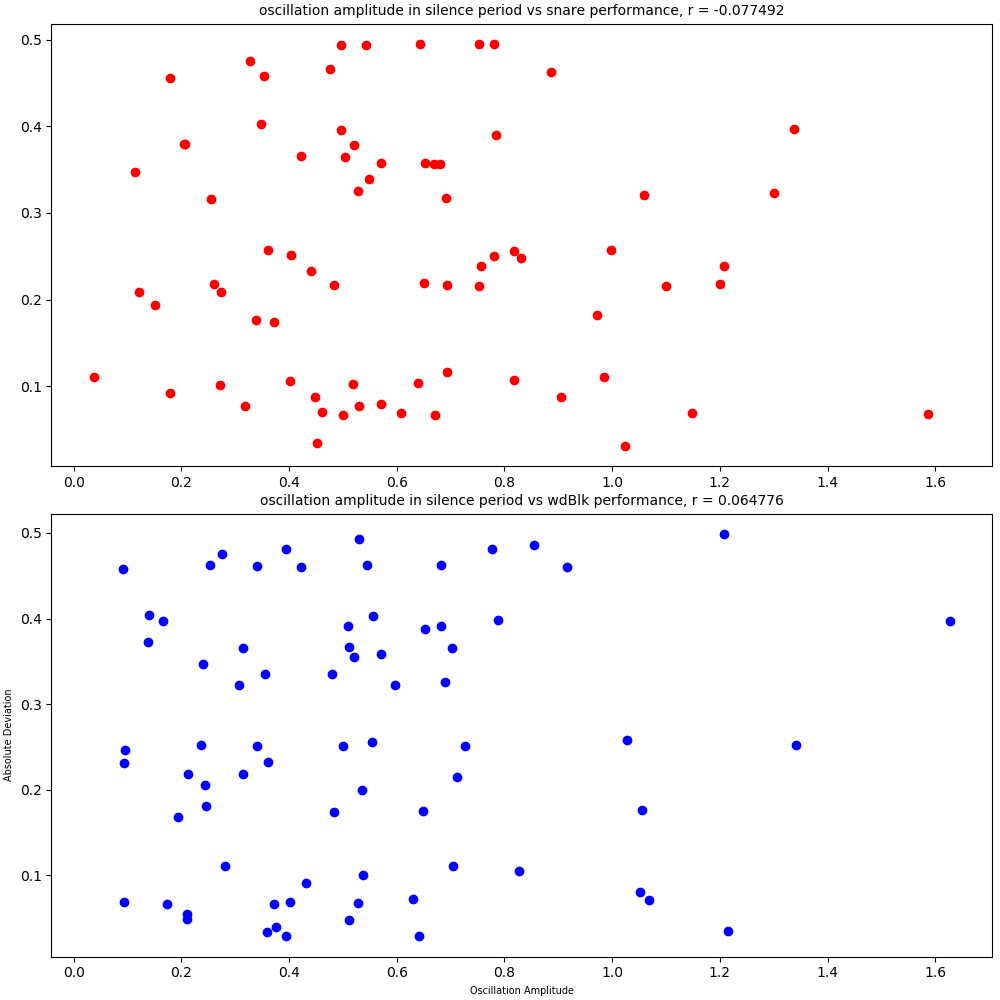 oscillation amplitude in silence period vs snare performance, r = -0.077492
0.5
0.4
0.3
0.2
0.1
0.0 0.2 0.4 0.6 0.8 1.0 1.2 1.4 1.6
oscillation amplitude in silence period vs wdBlk performance, r = 0.064776
Absolute Deviation
0.5
0.4
0.3
0.2
0.1
0.0 0.2 0.4 0.6 0.8 1.0 1.2 1.4 1.6
Oscillation Amplitude